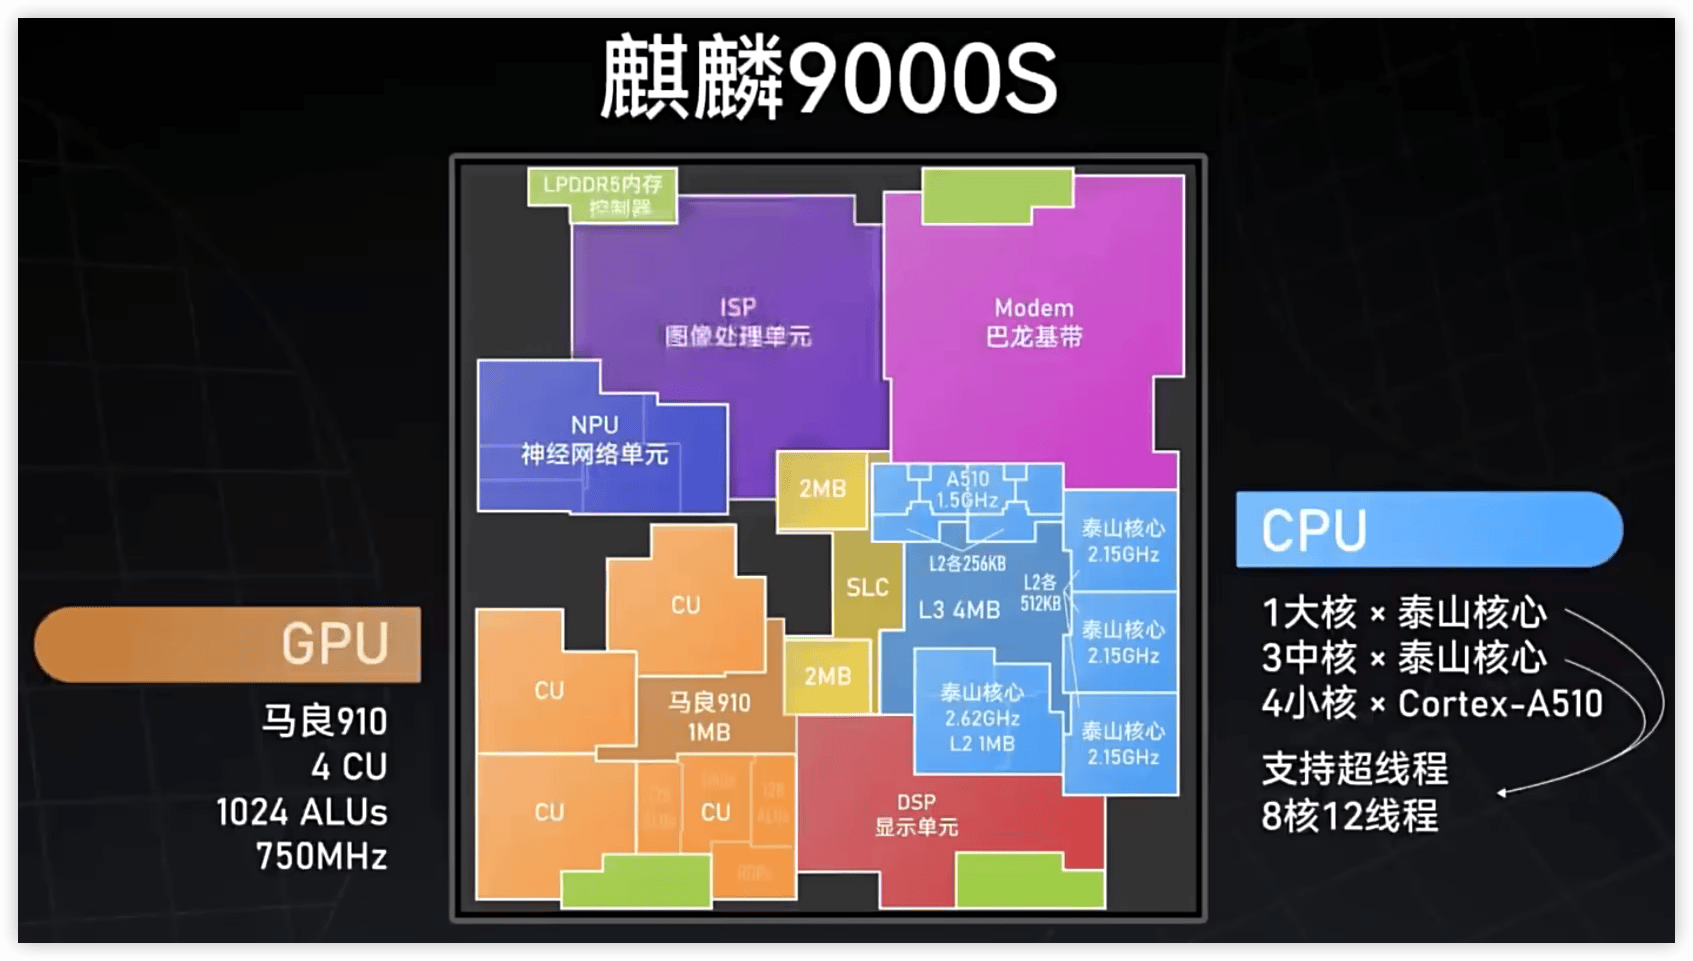 麒麟9000S
LPDDR5内存
控制器
ISP
图像处理单元
Modem
巴龙基带
NPU
神经网络单元
2MB
A510
1.5GHz
泰山核心
2.15GHz
L2各256KB
L2各
512KB
L3 4MB
SLC
CU
泰山核心
2.15GHz
CU
2MB
马良910
1MB
泰山核心
2.62GHz
L2 1MB
泰山核心
2.15GHz
CU
CU
128
ALUs
ROPs
DSP
显示单元
GPU
马良910
4 CU
1024 ALUs
750MHz
CPU
1大核 × 泰山核心
3中核 × 泰山核心
4小核 × Cortex-A510
支持超线程
8核12线程